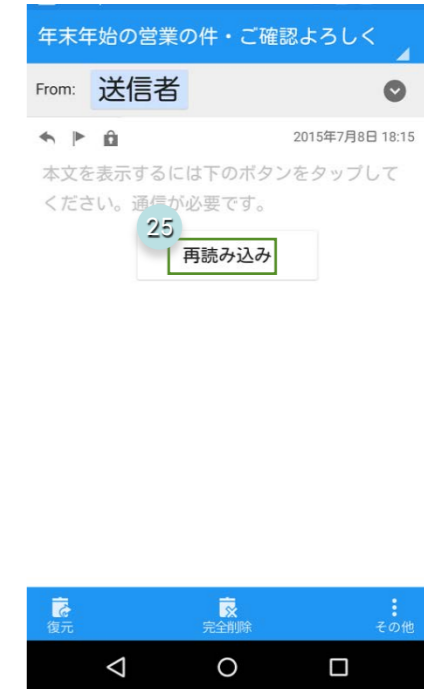 年末年始の営業の件・ご確認よろしく
From: 送信者
2015年7月8日 18:15
本文を表示するには下のボタンをタップして
ください。通信が必要です。
25
再読み込み
復元 完全削除 その他